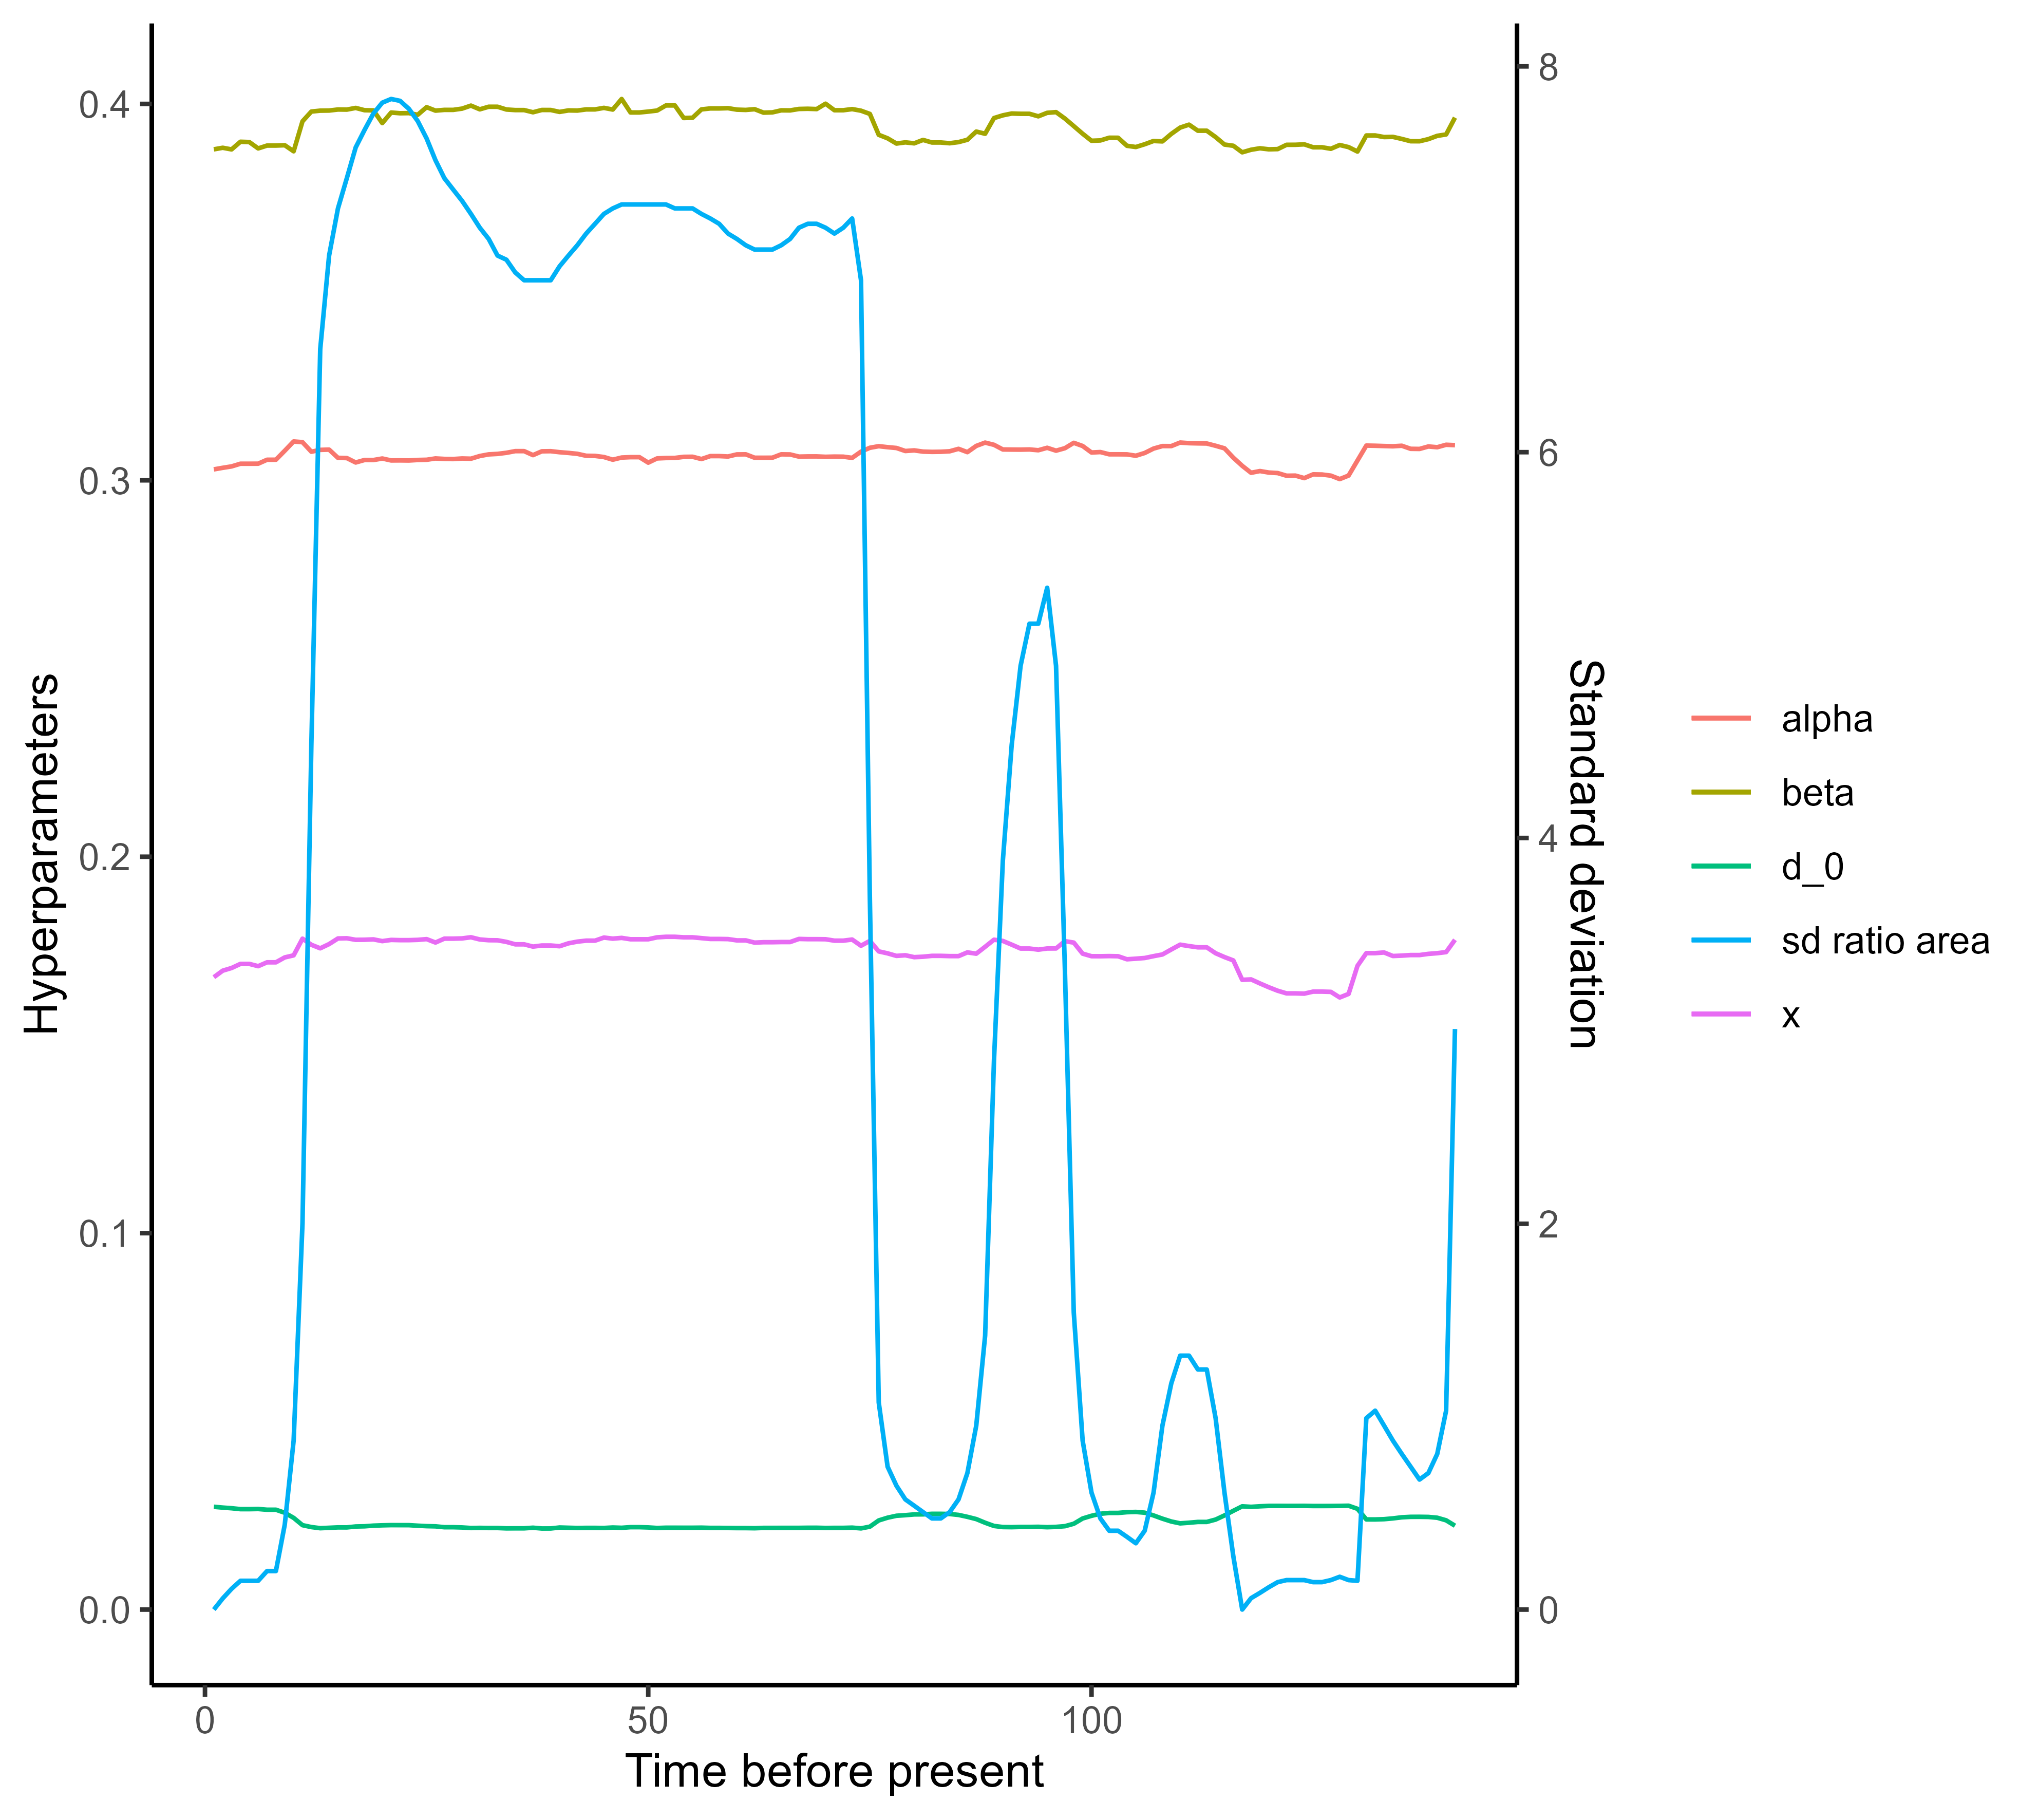 Hyperparameters
0.4
0.3
0.2
0.1
0.0
0
50
100
Time before present
8
6
4
2
0
Standard deviation
alpha
beta
d_0
sd ratio area
x